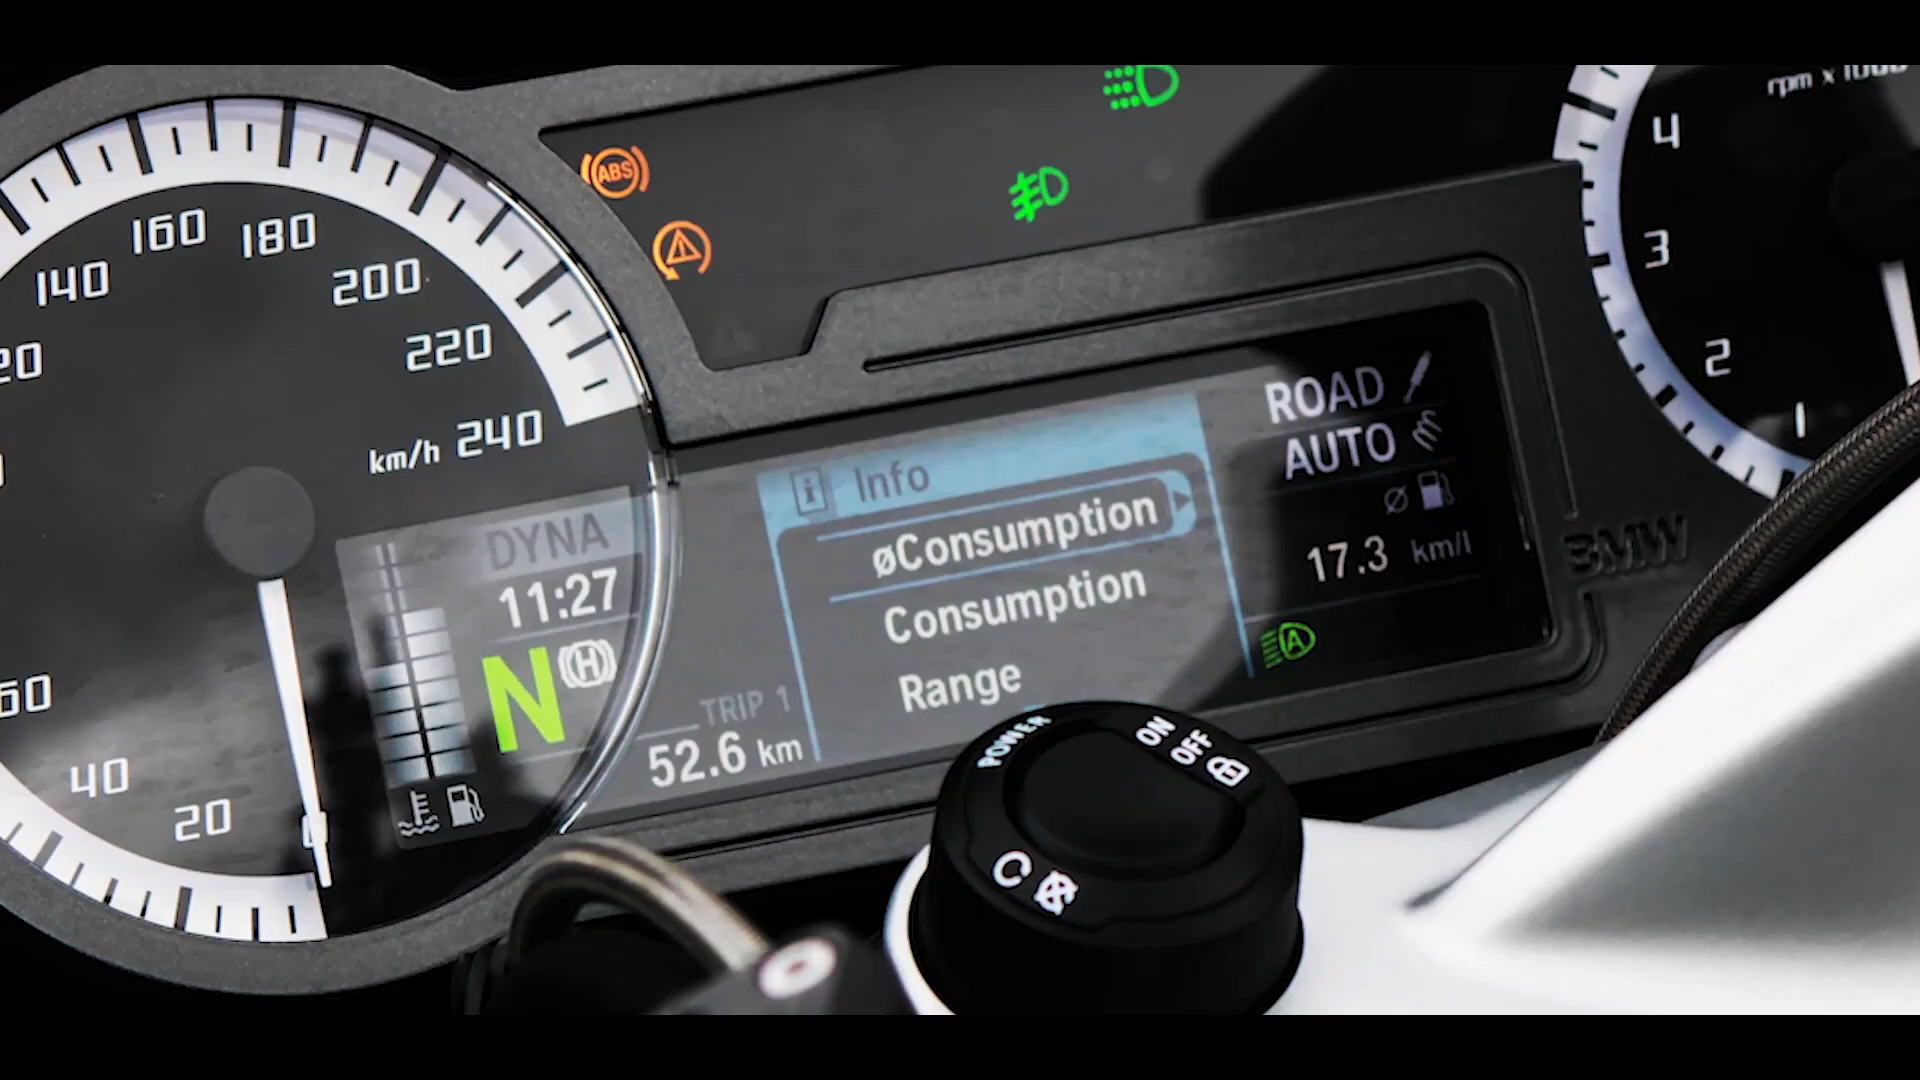 160
180
140
200
220
km/h 240
40
20
0
DYNA
11:27
N
H
TRIP 1
52.6 km
ABS
i Info
øConsumption
Consumption
Range
ROAD
AUTO
ø
17.3 km/l
A
BMW
rpm x 1000
4
3
2
1
POWER
ON
OFF